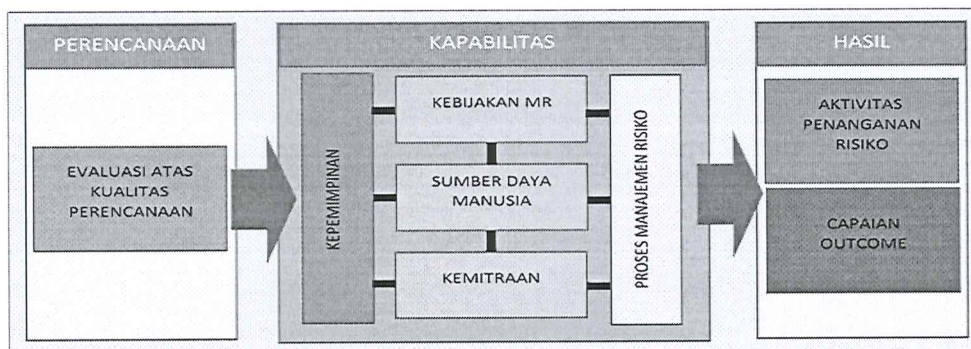 PERENCANAAN
EVALUASI ATAS
KUALITAS
PERENCANAAN
KAPABILITAS
KEPEMIMPINAN
KEBIJAKAN MR
SUMBER DAYA
MANUSIA
KEMITRAAN
PROSES MANAJEMEN RISIKO
HASIL
AKTIVITAS
PENANGANAN
RISIKO
CAPAIAN
OUTCOME